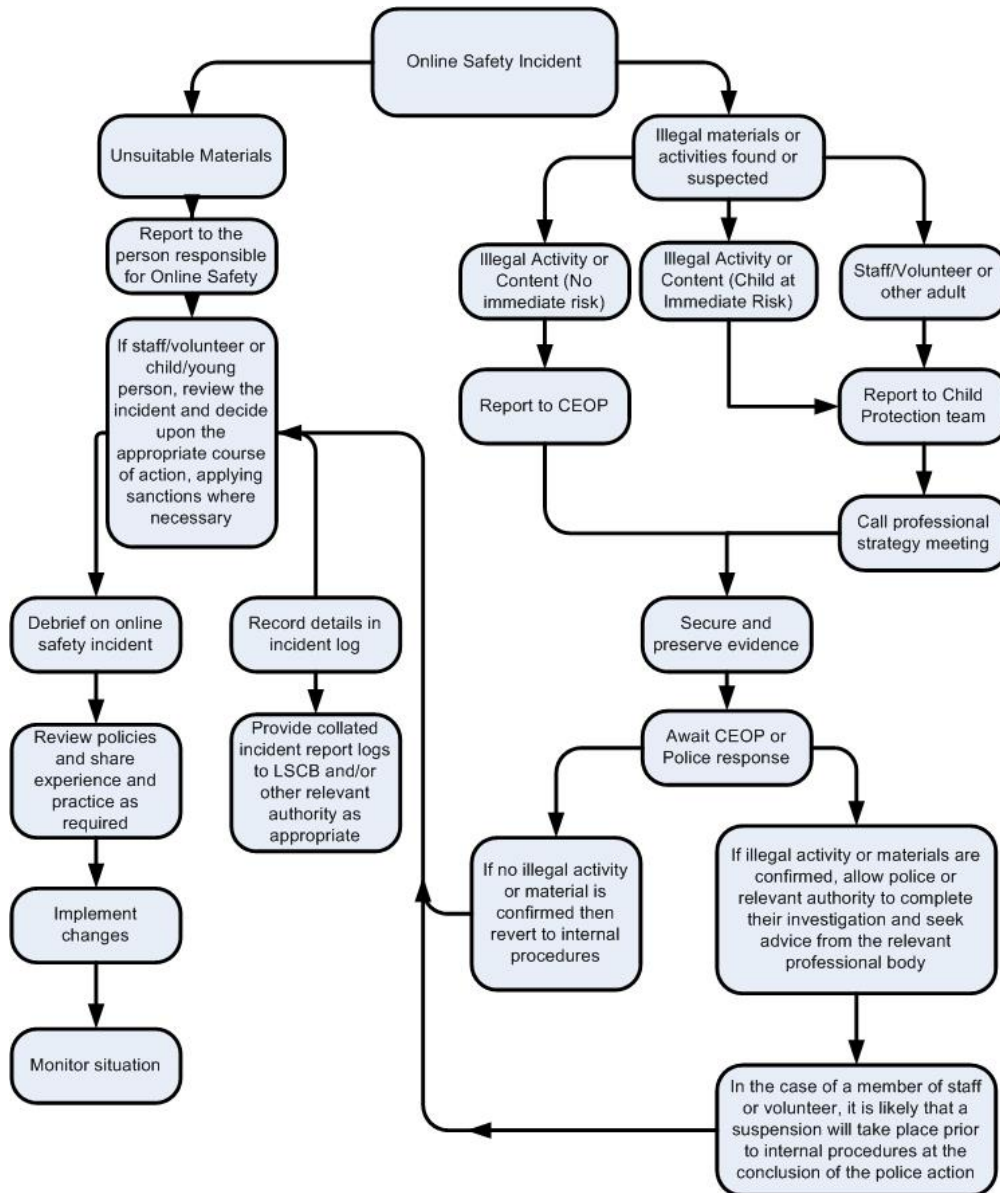 Online Safety Incident
Unsuitable Materials
Illegal materials or
activities found or
suspected
Report to the
person responsible
for Online Safety
Illegal Activity or
Content (No
immediate risk)
Illegal Activity or
Content (Child at
Immediate Risk)
Staff/Volunteer or
other adult
If staff/volunteer or
child/young
person, review the
incident and decide
upon the
appropriate course
of action, applying
sanctions where
necessary
Report to CEOP
Report to Child
Protection team
Call professional
strategy meeting
Debrief on online
safety incident
Record details in
incident log
Secure and
preserve evidence
Review policies
and share
experience and
practice as
required
Provide collated
incident report logs
to LSCB and/or
other relevant
authority as
appropriate
Await CEOP or
Police response
If no illegal activity
or material is
confirmed then
revert to internal
procedures
If illegal activity or materials are
confirmed, allow police or
relevant authority to complete
their investigation and seek
advice from the relevant
professional body
Implement
changes
Monitor situation
In the case of a member of staff
or volunteer, it is likely that a
suspension will take place prior
to internal procedures at the
conclusion of the police action